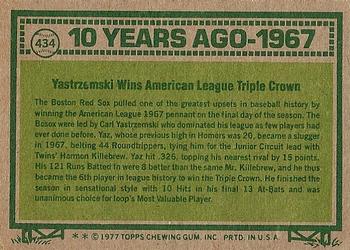 434
10 YEARS AGO-1967
Yastrzemski Wins American League Triple Crown
The Boston Red Sox pulled one of the greatest upsets in baseball history by
winning the American League 1967 pennant on the final day of the season. The
Bosox were led by Carl Yastrzemski who dominated his league as few players had
ever done before. Yaz, whose previous high in Homers was 20, became a slugger
in 1967, belting 44 Roundtrippers, tying him for the Junior Circuit lead with
Twins' Harmon Killebrew. Yaz hit .326, topping his nearest rival by 15 points.
His 121 Runs Batted In were 8 better than the same Mr. Killebrew, and he thus
became the 6th player in league history to win the Triple Crown. He finished the
season in sensational style with 10 Hits in his final 13 At-Bats, and was
unanimous choice for loop's Most Valuable Player.
* * © 1977 TOPPS CHEWING GUM, INC. PRTD. IN U.S.A.